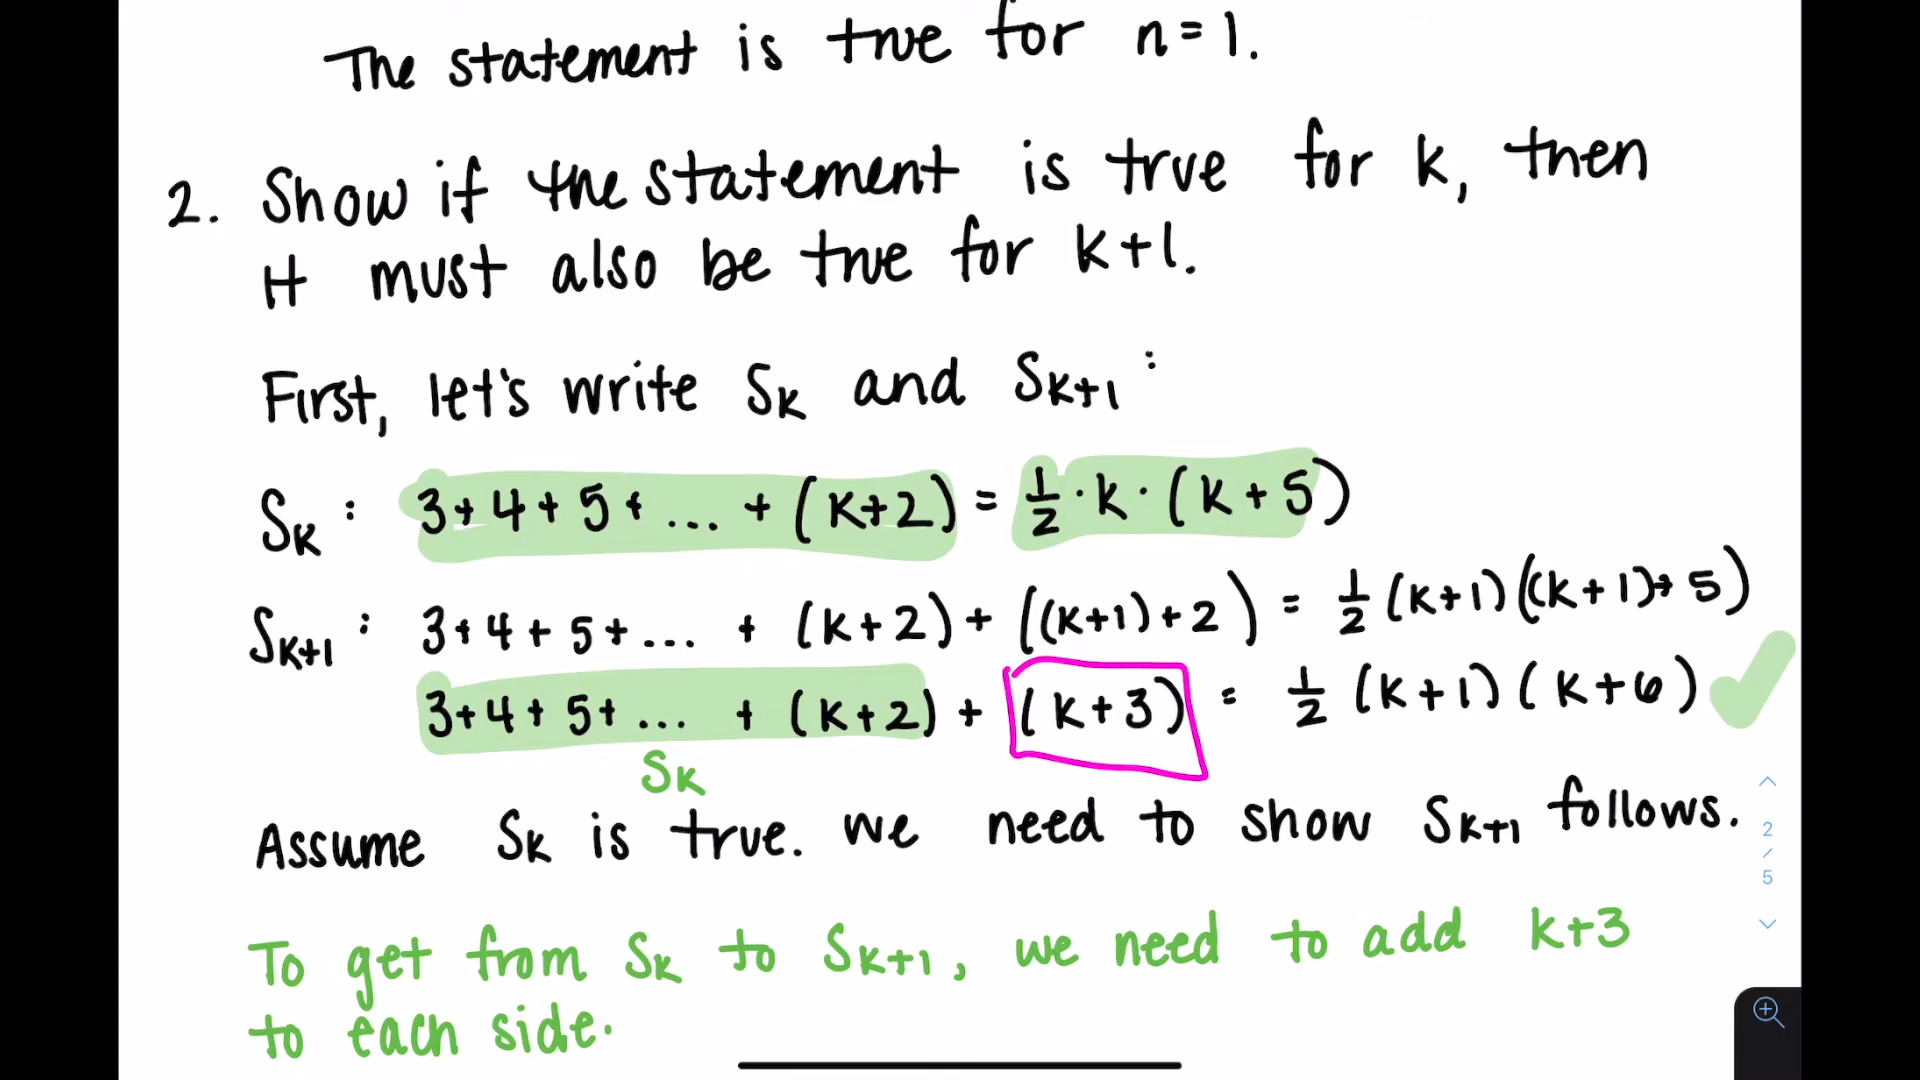 The statement is true for n=1.
2. Show if the statement is true for k, then
it must also be true for k+1.
First, let's write Sk and Sk+1:
Sk: 3+4+5+...+(k+2) = 1/2·k·(k+5)
Sk+1: 3+4+5+...+(k+2)+((k+1)+2) = 1/2(k+1)((k+1)+5)
3+4+5+...+(k+2)+(k+3) = 1/2(k+1)(k+6)
Sk
Assume Sk is true. We need to show Sk+1 follows.
To get from Sk to Sk+1, we need to add k+3
to each side.
2
/
5